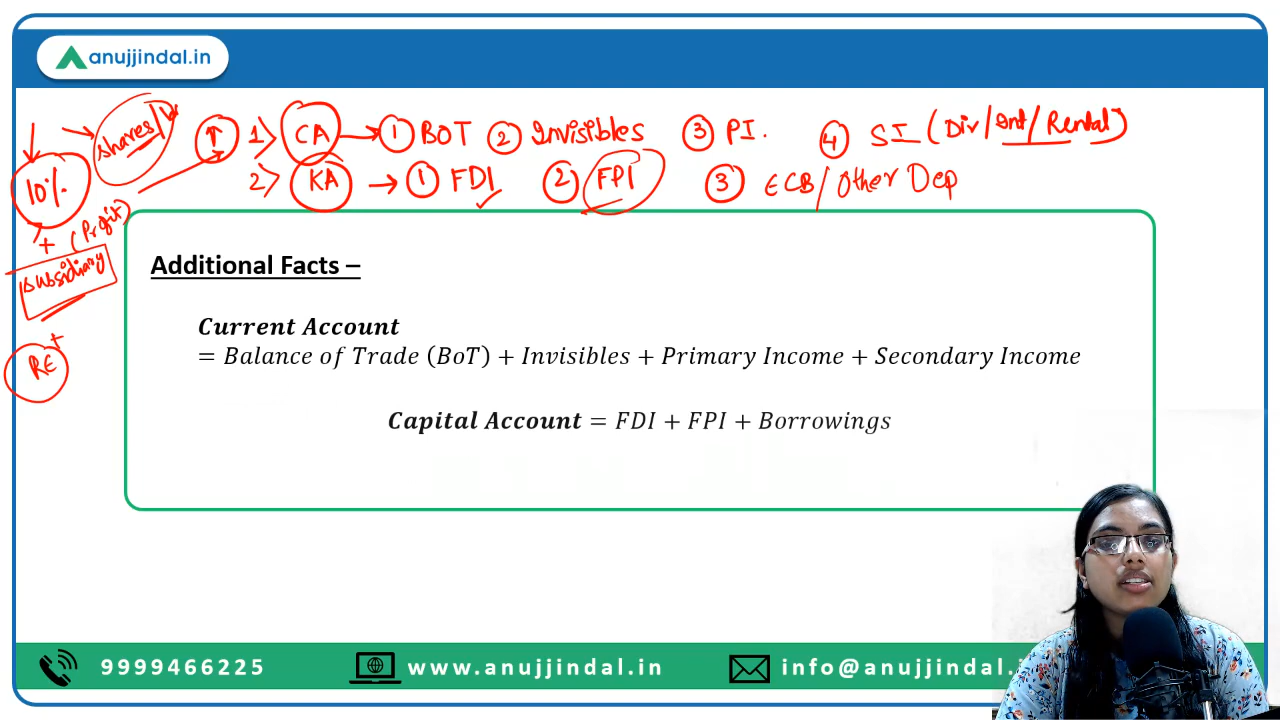 anujjindal.in
↑ 1> CA → ① BOT ② Invisibles ③ PI. ④ SI (Div/Int/Rental)
2> KA → ① FDI ✓ ② FPI ③ ECB/Other Dep
shares/
10%
+ (Profit)
subsidiary
+
RE
Additional Facts –
Current Account
= Balance of Trade (BoT) + Invisibles + Primary Income + Secondary Income
Capital Account = FDI + FPI + Borrowings
9999466225 www.anujjindal.in info@anujjindal.i